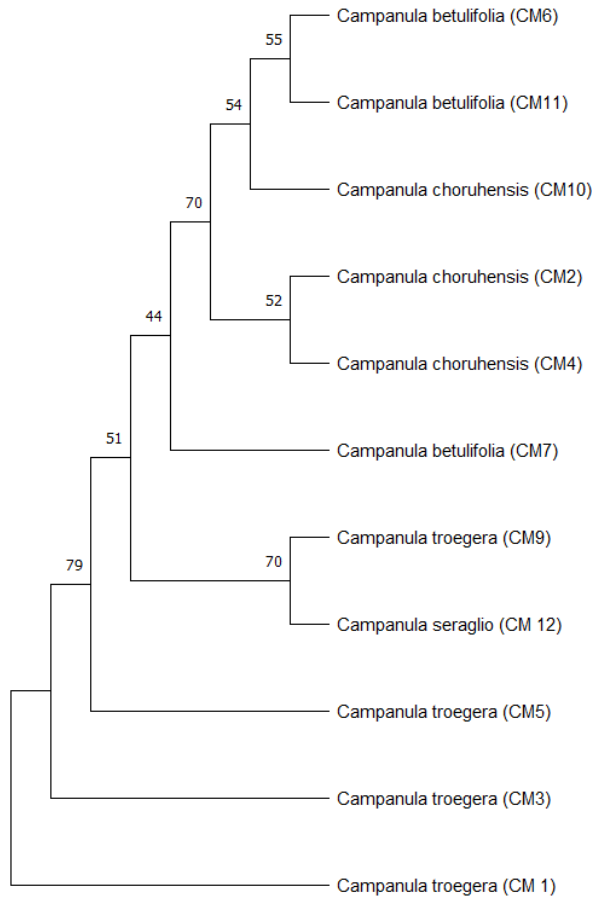 Campanula betulifolia (CM6)
55
Campanula betulifolia (CM11)
54
Campanula choruhensis (CM10)
70
Campanula choruhensis (CM2)
52
44
Campanula choruhensis (CM4)
51
Campanula betulifolia (CM7)
Campanula troegera (CM9)
79
70
Campanula seraglio (CM 12)
Campanula troegera (CM5)
Campanula troegera (CM3)
Campanula troegera (CM 1)